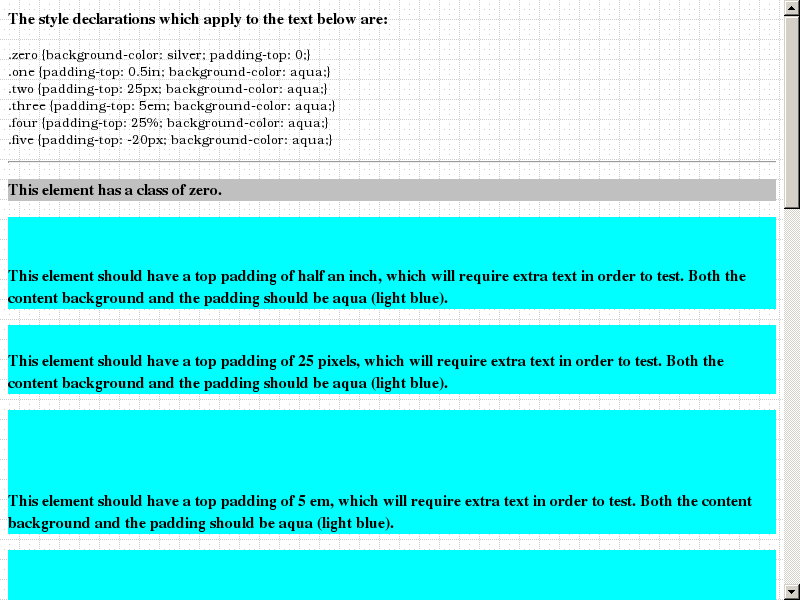 The style declarations which apply to the text below are:
.zero {background-color: silver; padding-top: 0;}
.one {padding-top: 0.5in; background-color: aqua;}
.two {padding-top: 25px; background-color: aqua;}
.three {padding-top: 5em; background-color: aqua;}
.four {padding-top: 25%; background-color: aqua;}
.five {padding-top: -20px; background-color: aqua;}
This element has a class of zero.
This element should have a top padding of half an inch, which will require extra text in order to test. Both the
content background and the padding should be aqua (light blue).
This element should have a top padding of 25 pixels, which will require extra text in order to test. Both the
content background and the padding should be aqua (light blue).
This element should have a top padding of 5 em, which will require extra text in order to test. Both the content
background and the padding should be aqua (light blue).